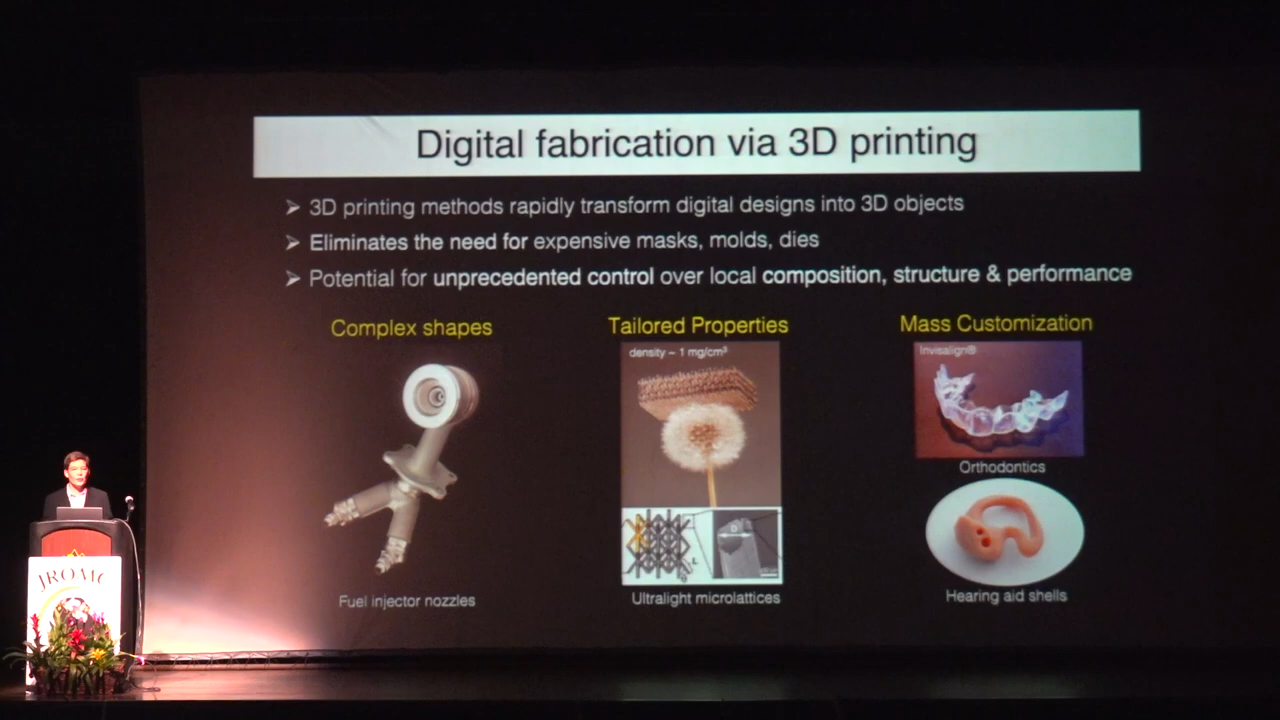 Digital fabrication via 3D printing
➢ 3D printing methods rapidly transform digital designs into 3D objects
➢ Eliminates the need for expensive masks, molds, dies
➢ Potential for unprecedented control over local composition, structure & performance
Complex shapes
Tailored Properties
Mass Customization
density ~ 1 mg/cm³
Invisalign®
Orthodontics
Fuel injector nozzles
Ultralight microlattices
Hearing aid shells
JROMC